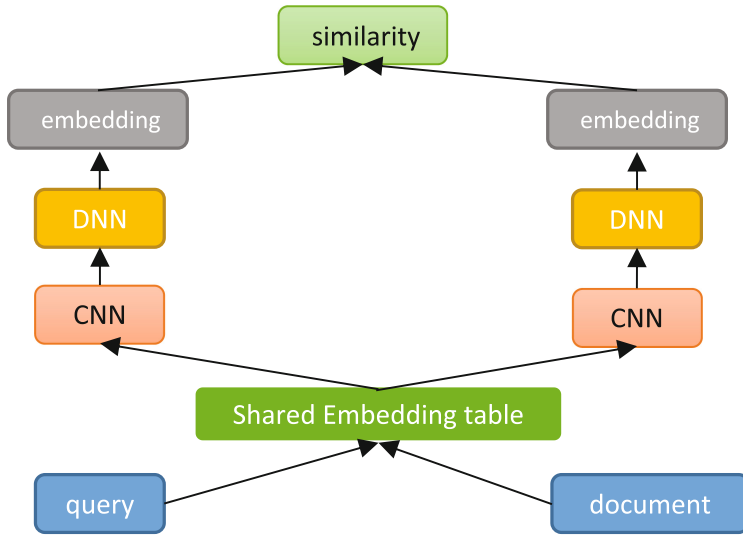 similarity
embedding
embedding
DNN
DNN
CNN
CNN
Shared Embedding table
query
document